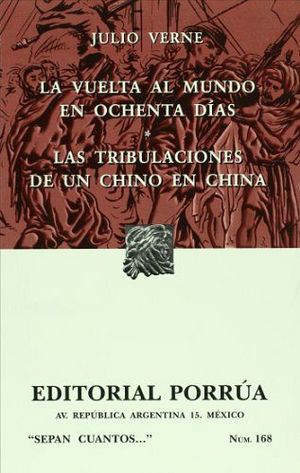 JULIO VERNE
LA VUELTA AL MUNDO
EN OCHENTA DÍAS
*
LAS TRIBULACIONES
DE UN CHINO EN CHINA
EDITORIAL PORRÚA
AV. REPÚBLICA ARGENTINA 15. MÉXICO
“SEPAN CUANTOS...” NÚM. 168